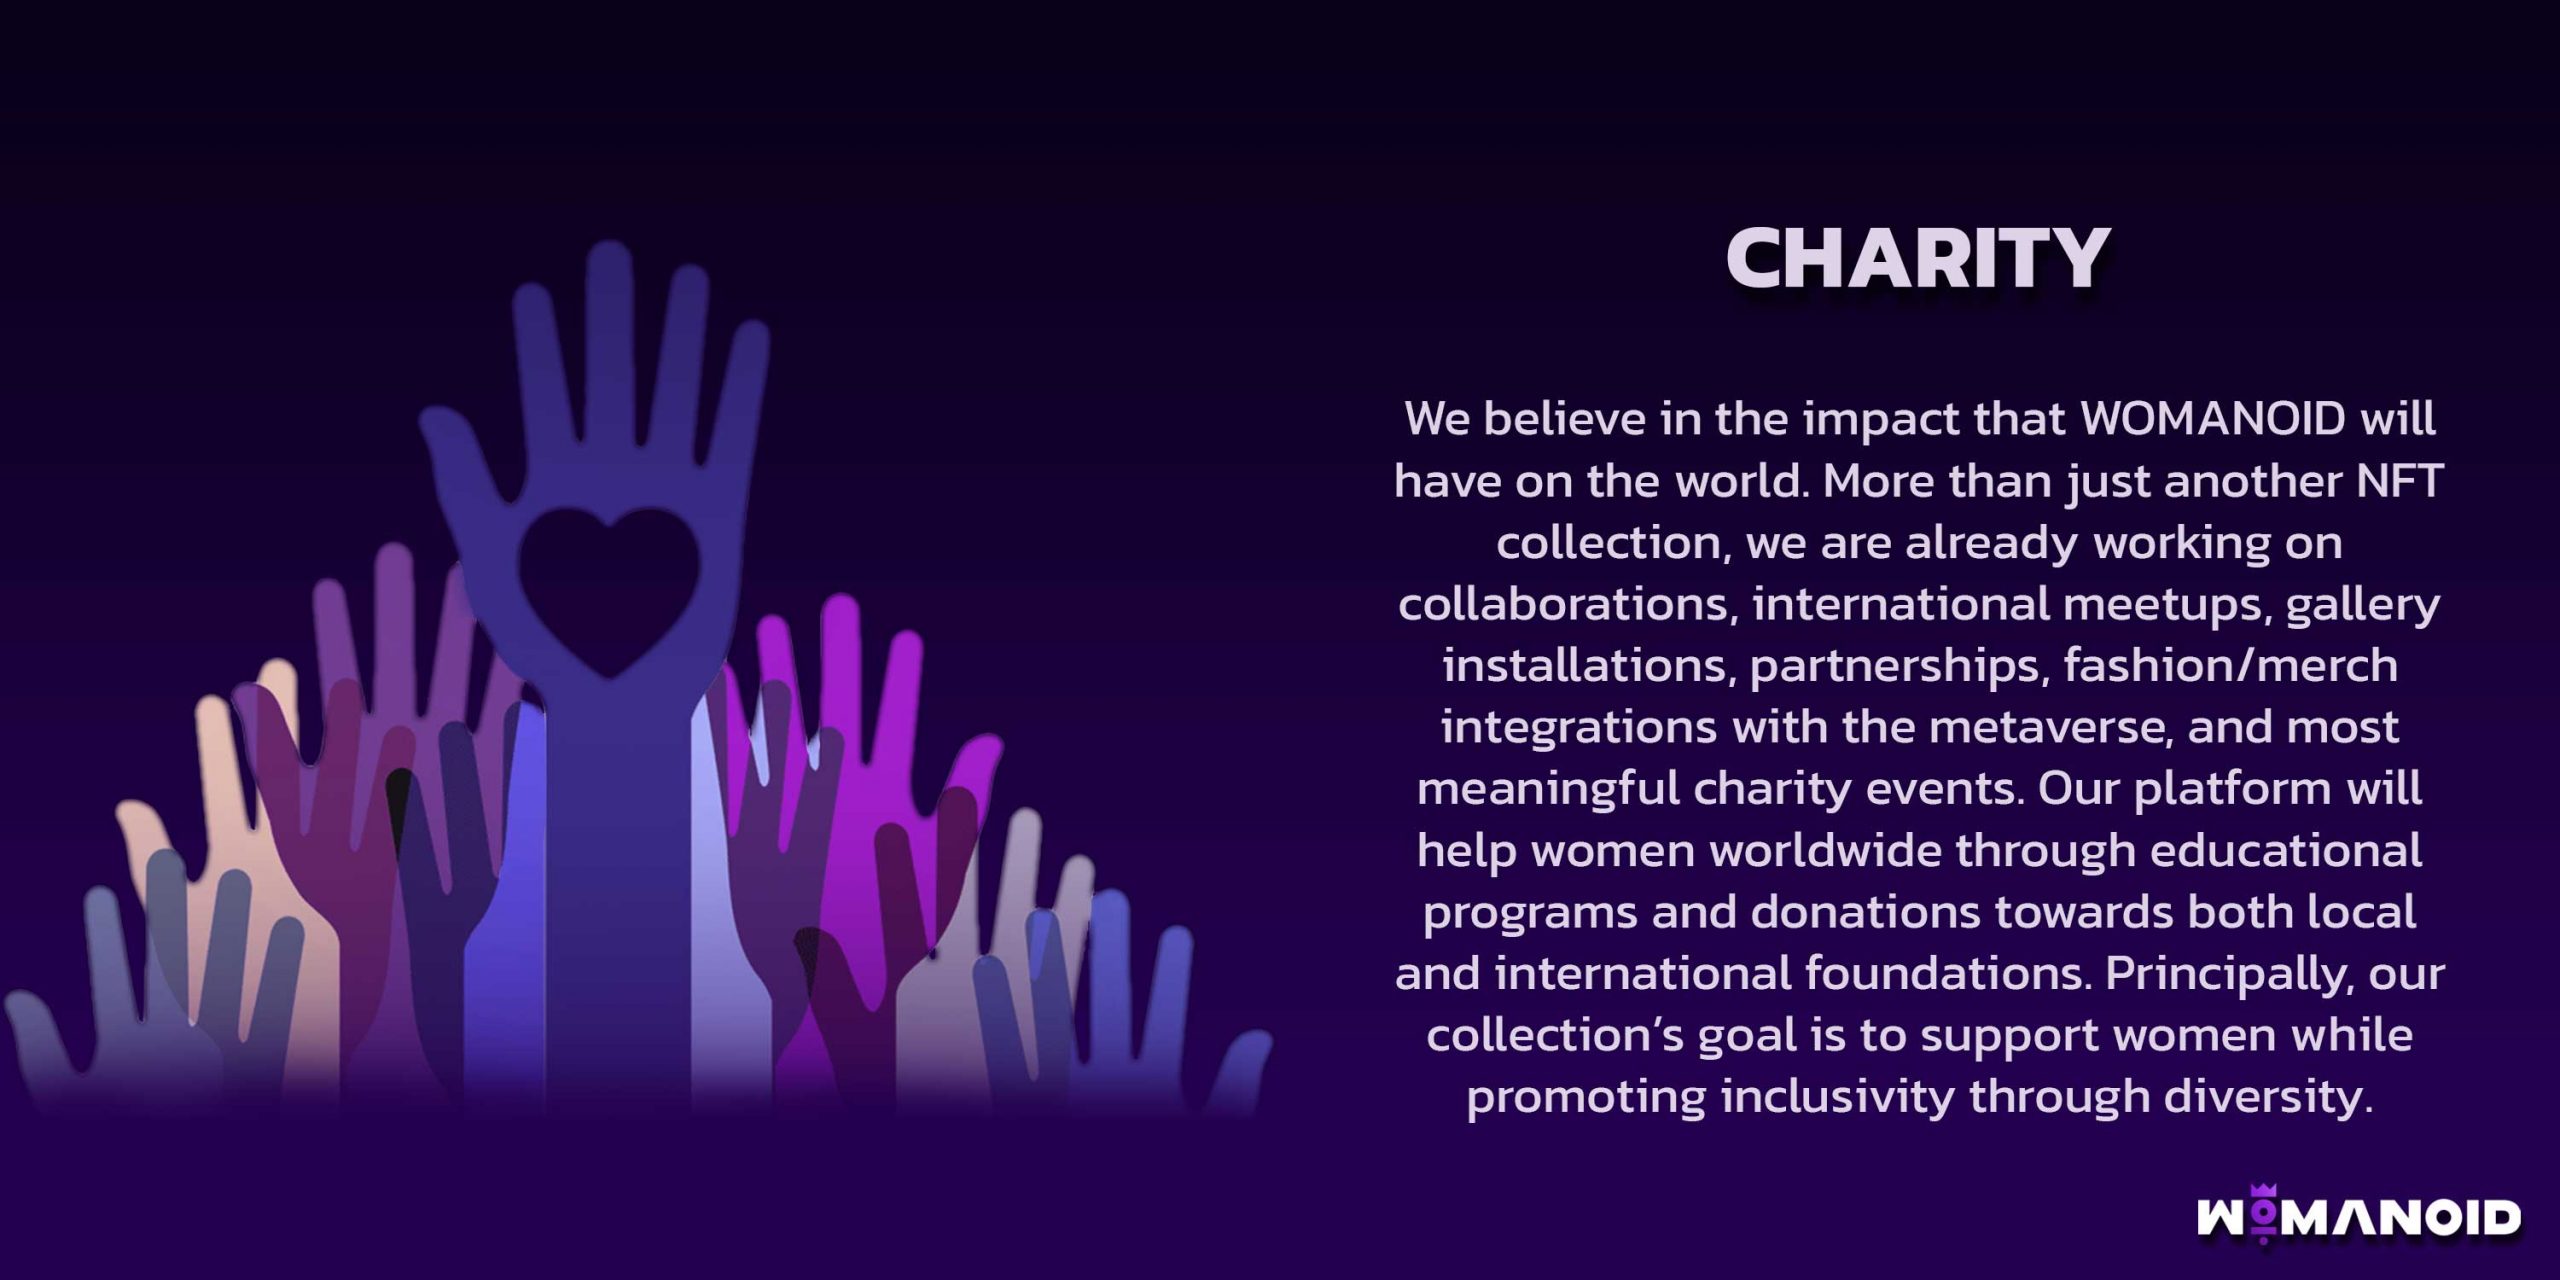 CHARITY
We believe in the impact that WOMANOID will
have on the world. More than just another NFT
collection, we are already working on
collaborations, international meetups, gallery
installations, partnerships, fashion/merch
integrations with the metaverse, and most
meaningful charity events. Our platform will
help women worldwide through educational
programs and donations towards both local
and international foundations. Principally, our
collection’s goal is to support women while
promoting inclusivity through diversity.
WOMANOID